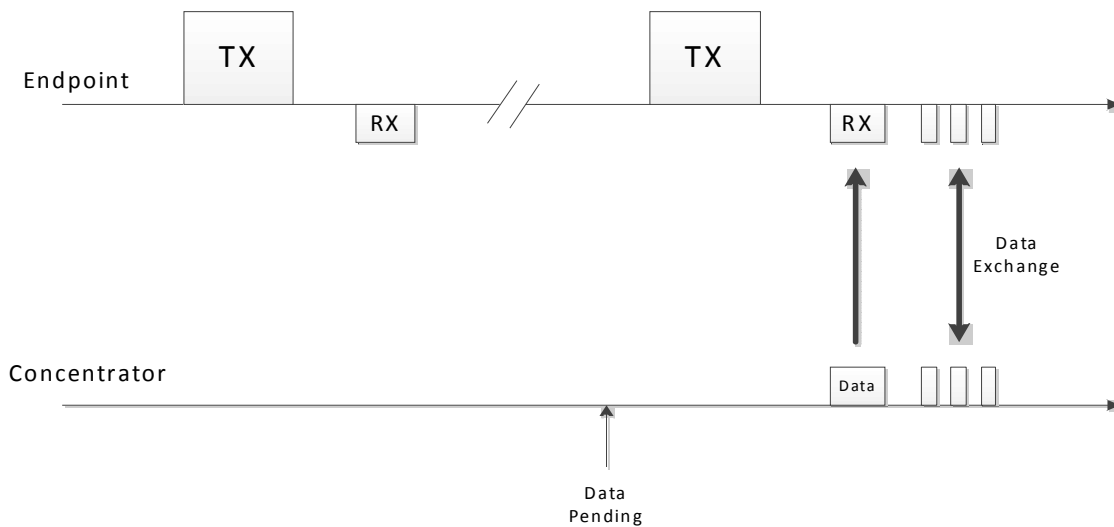 TX
TX
Endpoint
RX
RX
Data
Exchange
Concentrator
Data
Data
Pending